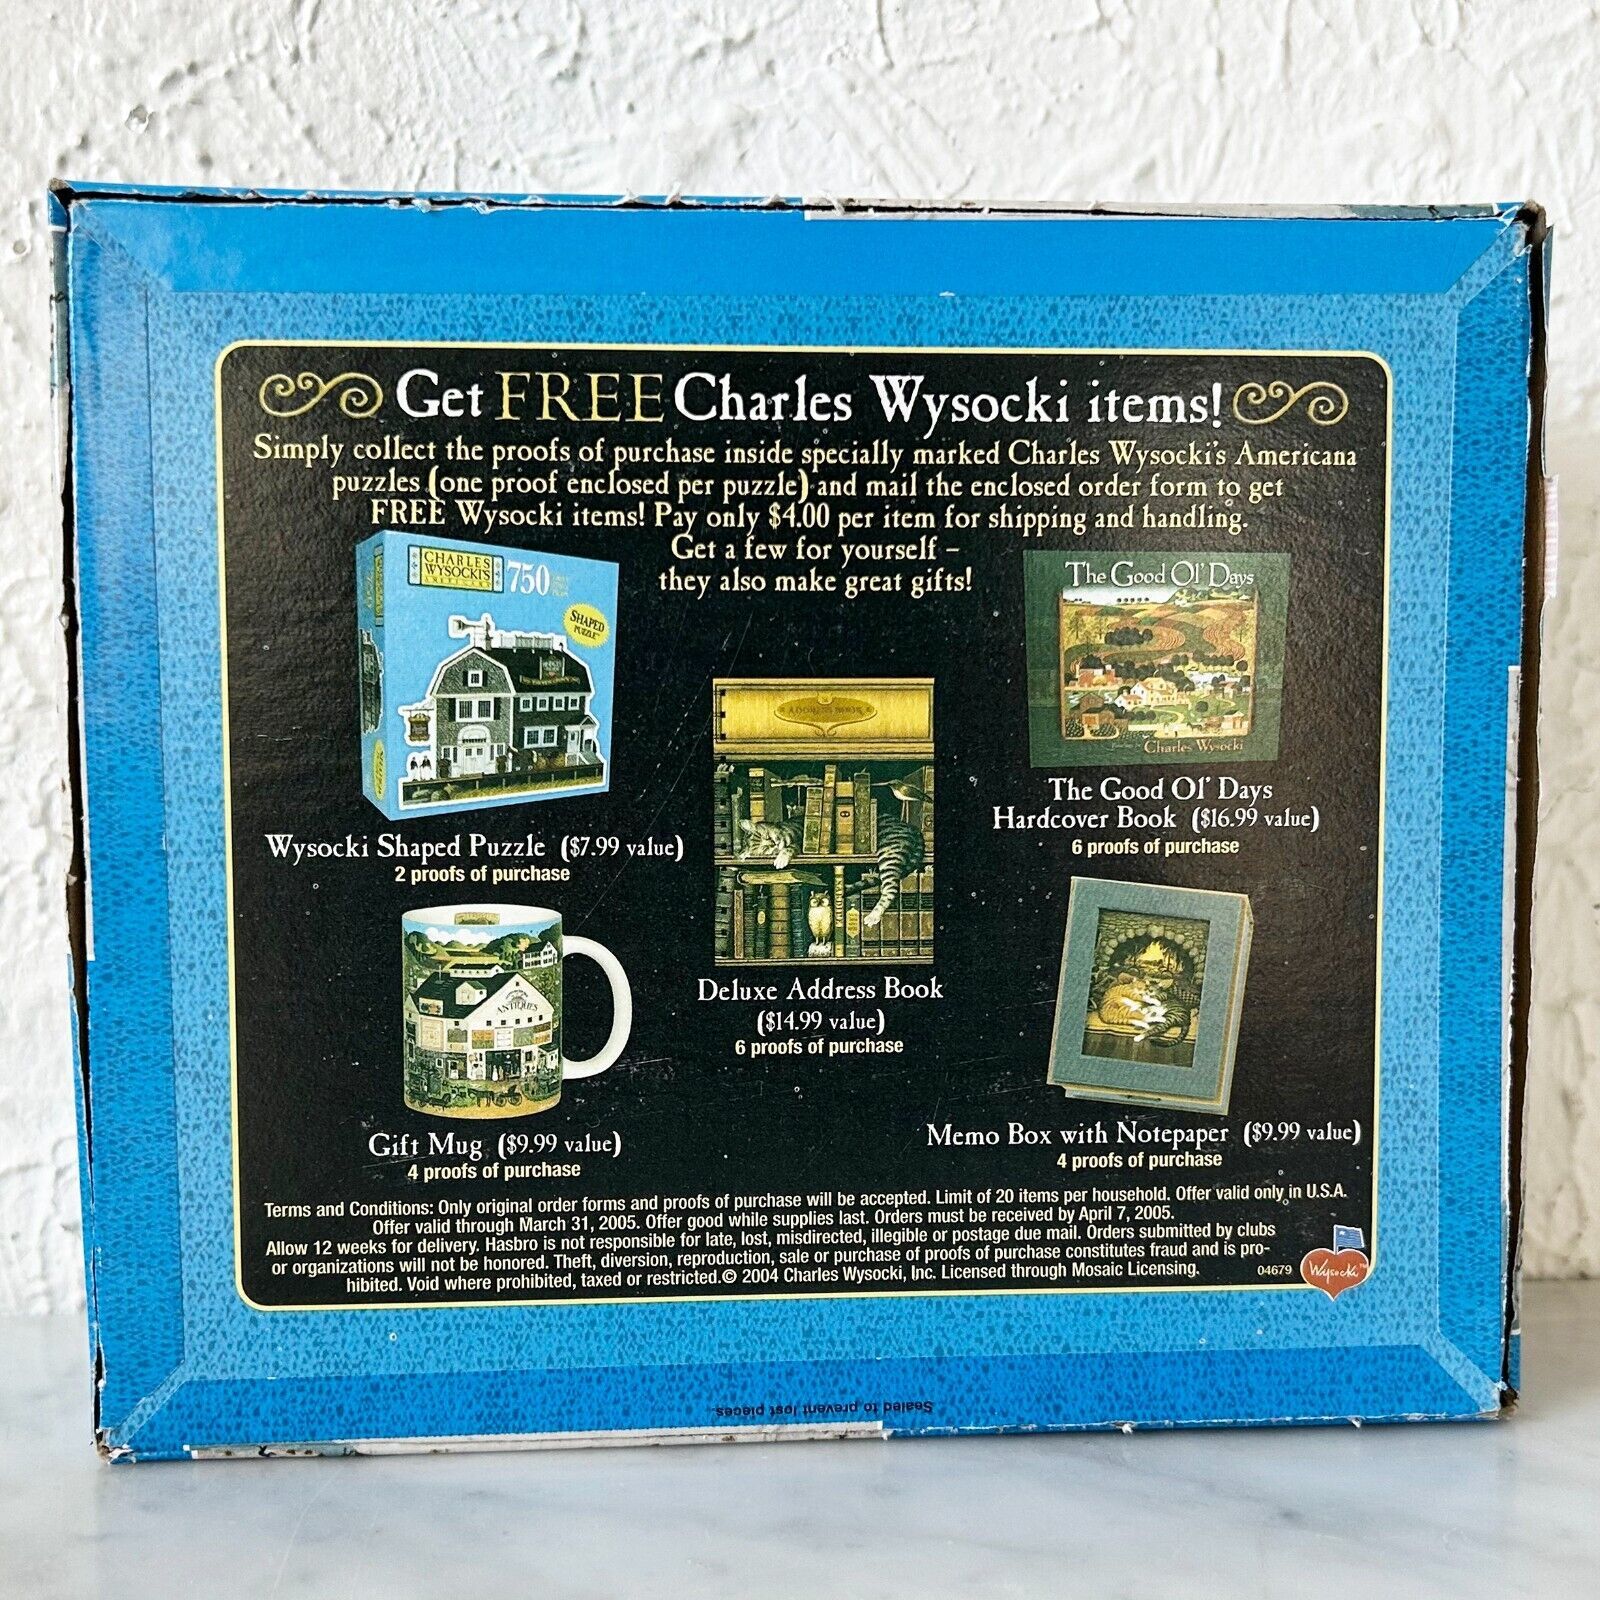 Get FREE Charles Wysocki items!
Simply collect the proofs of purchase inside specially marked Charles Wysocki's Americana
puzzles (one proof enclosed per puzzle) and mail the enclosed order form to get
FREE Wysocki items! Pay only $4.00 per item for shipping and handling.
Get a few for yourself –
they also make great gifts!
CHARLES
WYSOCKI'S
AMERICANA
750
SHAPED
PUZZLE™
Wysocki Shaped Puzzle ($7.99 value)
2 proofs of purchase
ADDRESS BOOK
Deluxe Address Book
($14.99 value)
6 proofs of purchase
The Good Ol' Days
Charles Wysocki
The Good Ol' Days
Hardcover Book ($16.99 value)
6 proofs of purchase
ANTIQUES
Gift Mug ($9.99 value)
4 proofs of purchase
Memo Box with Notepaper ($9.99 value)
4 proofs of purchase
Terms and Conditions: Only original order forms and proofs of purchase will be accepted. Limit of 20 items per household. Offer valid only in U.S.A.
Offer valid through March 31, 2005. Offer good while supplies last. Orders must be received by April 7, 2005.
Allow 12 weeks for delivery. Hasbro is not responsible for late, lost, misdirected, illegible or postage due mail. Orders submitted by clubs
or organizations will not be honored. Theft, diversion, reproduction, sale or purchase of proofs of purchase constitutes fraud and is pro-
hibited. Void where prohibited, taxed or restricted.© 2004 Charles Wysocki, Inc. Licensed through Mosaic Licensing.
04679
Wysocki™
Sealed to prevent lost pieces.